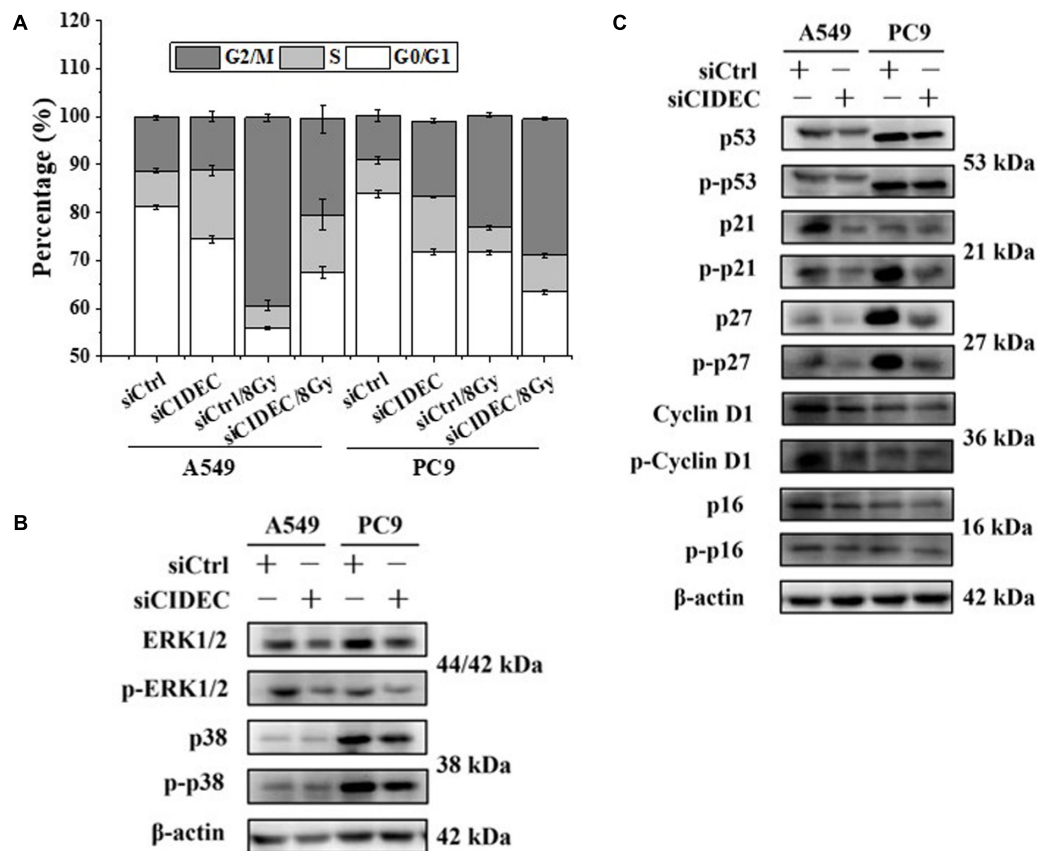 A
Percentage (%)
120
110
100
90
80
70
60
50
G2/M S G0/G1
siCtrl
siCIDEC
siCtrl/8Gy
siCIDEC/8Gy
siCtrl
siCIDEC
siCtrl/8Gy
siCIDEC/8Gy
A549 PC9
B
A549 PC9
siCtrl + − + −
siCIDEC − + − +
ERK1/2
44/42 kDa
p-ERK1/2
p38
38 kDa
p-p38
β-actin 42 kDa
C
A549 PC9
siCtrl + − + −
siCIDEC − + − +
p53
53 kDa
p-p53
p21
21 kDa
p-p21
p27
27 kDa
p-p27
Cyclin D1
36 kDa
p-Cyclin D1
p16
16 kDa
p-p16
β-actin 42 kDa